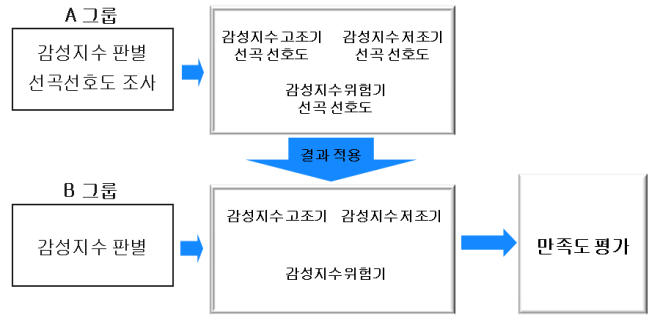 A 그룹
감성지수 판별
선곡선호도 조사
감성지수고조기 감성지수저조기
선곡 선호도 선곡 선호도
감성지수위험기
선곡 선호도
결과 적용
B 그룹
감성지수 판별
감성지수고조기 감성지수저조기
감성지수위험기
만족도평가